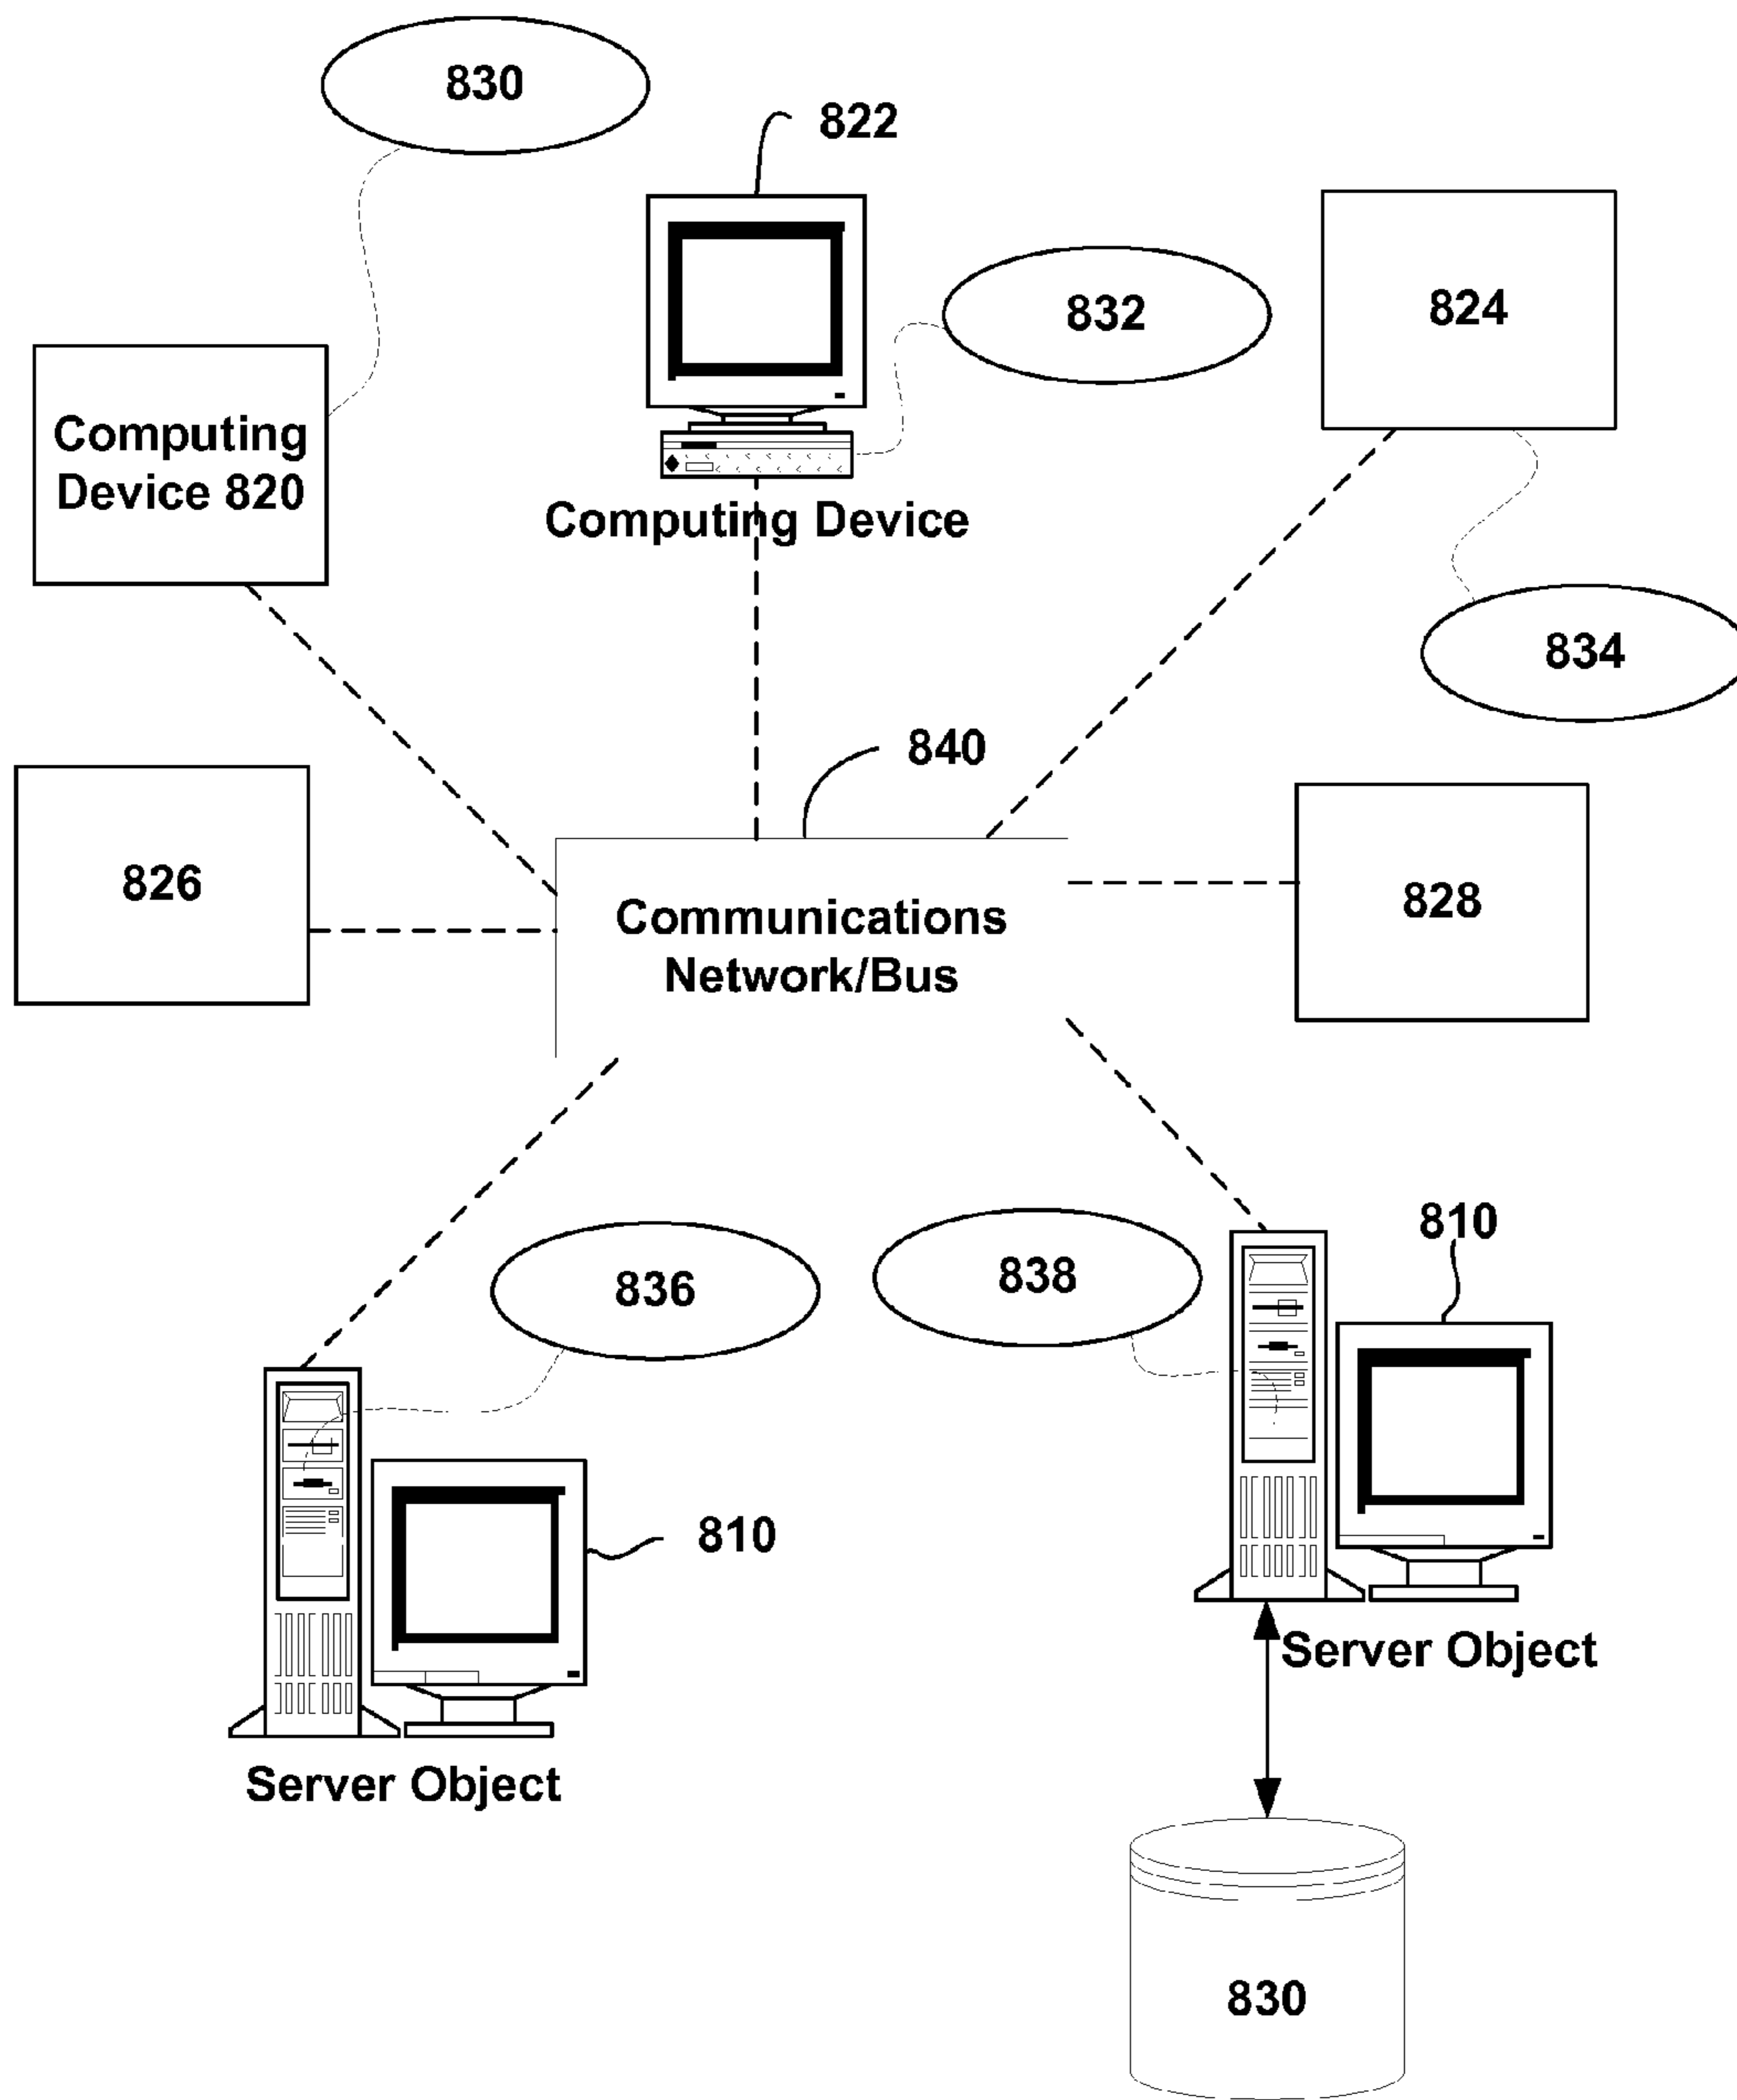 830
822
832
824
Computing
Device 820
Computing Device
834
840
826
828
Communications
Network/Bus
810
838
836
810
Server Object
Server Object
830